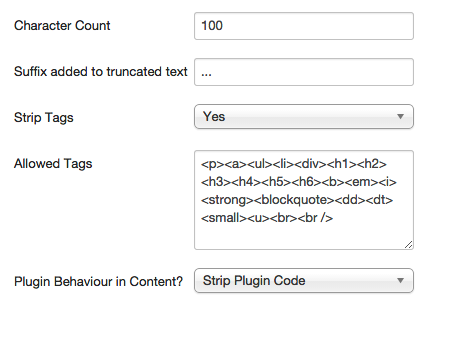 Character Count 100
Suffix added to truncated text ...
Strip Tags Yes
Allowed Tags <p><a><ul><li><div><h1><h2>
<h3><h4><h5><h6><b><em><i>
<strong><blockquote><dd><dt>
<small><u><br><br />
Plugin Behaviour in Content? Strip Plugin Code